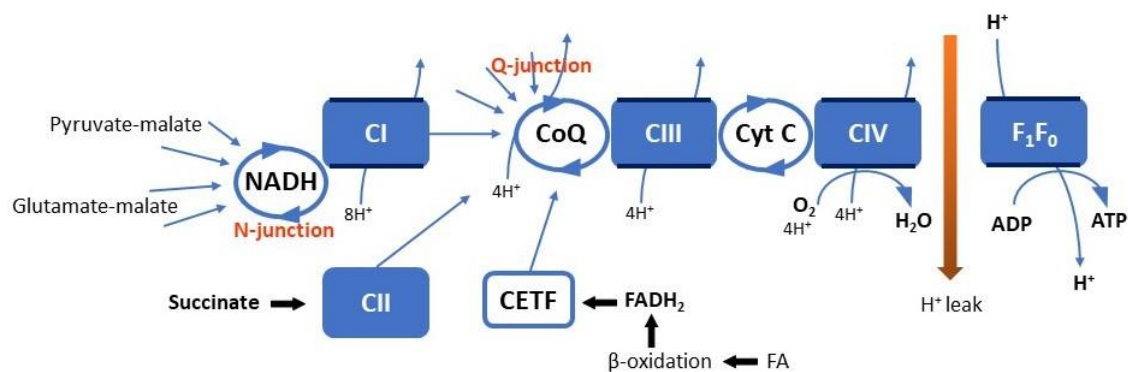 H⁺
Q-junction
Pyruvate-malate
CI
CoQ
CIII
Cyt C
CIV
F₁F₀
NADH
Glutamate-malate
8H⁺
4H⁺
4H⁺
O₂
4H⁺
4H⁺
H₂O
ADP
ATP
N-junction
H⁺
Succinate
CII
CETF
FADH₂
H⁺ leak
β-oxidation
FA